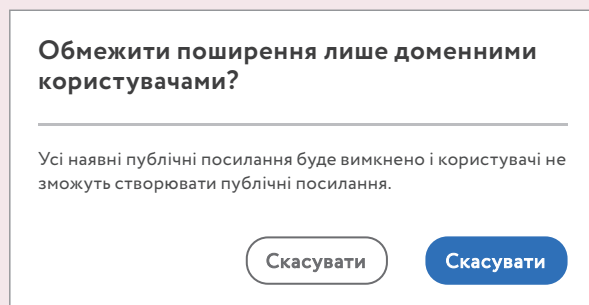 Обмежити поширення лише доменними
користувачами?
Усі наявні публічні посилання буде вимкнено і користувачі не
зможуть створювати публічні посилання.
Скасувати Скасувати